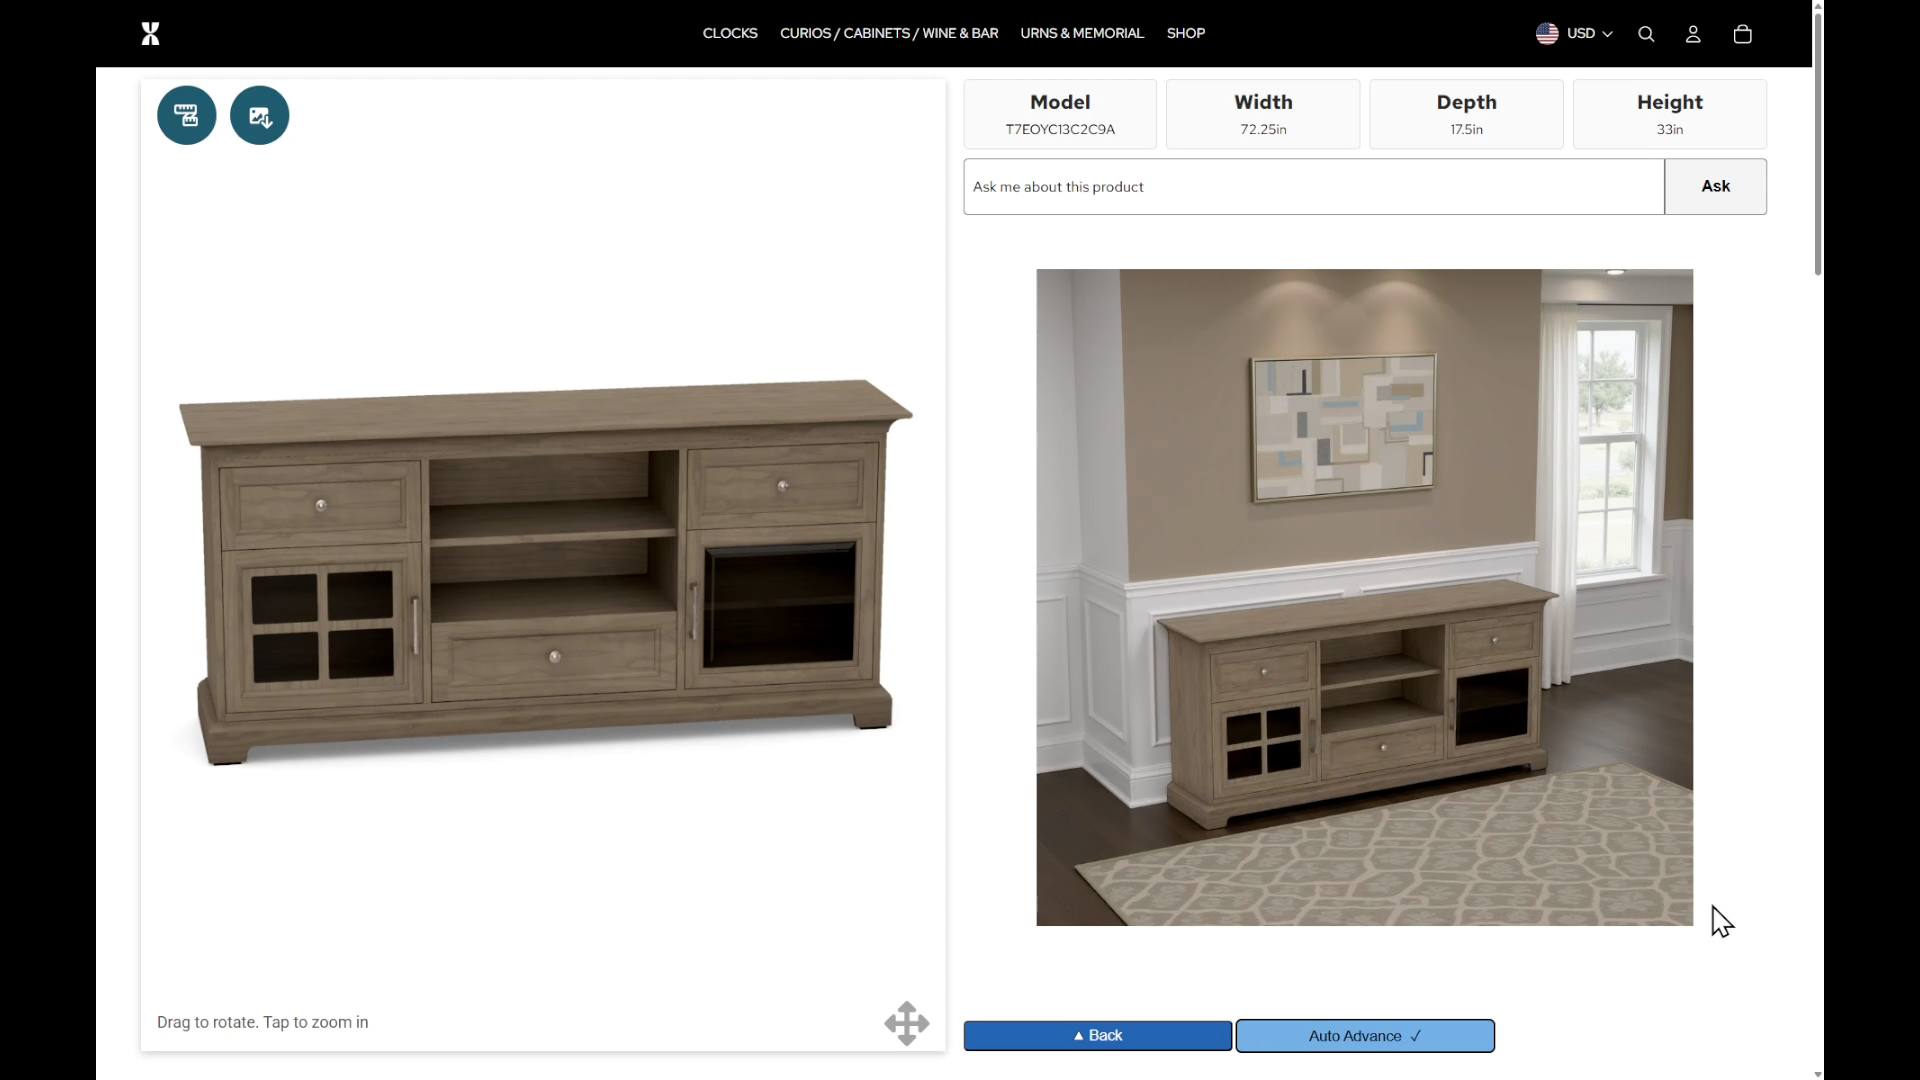 CLOCKS CURIOS / CABINETS / WINE & BAR URNS & MEMORIAL SHOP USD
Model
T7EOYC13C2C9A
Width
72.25in
Depth
17.5in
Height
33in
Ask me about this product Ask
Drag to rotate. Tap to zoom in
▲ Back Auto Advance ✓